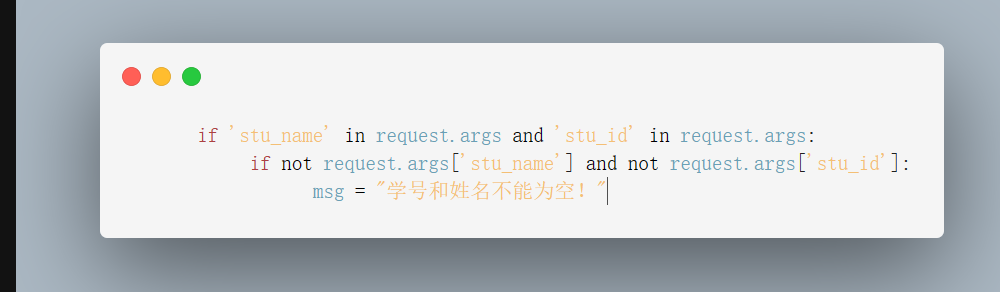 if 'stu_name' in request.args and 'stu_id' in request.args:
if not request.args['stu_name'] and not request.args['stu_id']:
msg = "学号和姓名不能为空！"